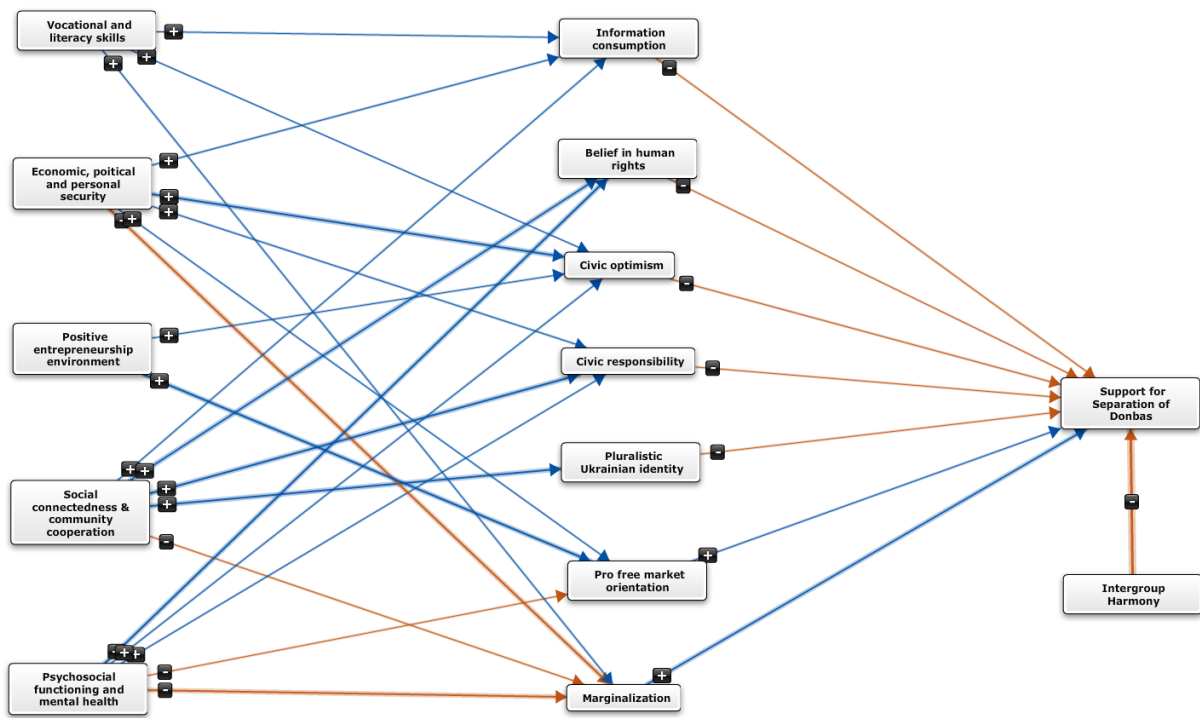 Vocational and
literacy skills
+
+
+
Information
consumption
-
Belief in human
rights
-
Economic, poitical
and personal
security
+
+
+
-
+
Civic optimism
-
Positive
entrepreneurship
environment
+
+
Civic responsibility
-
Support for
Separation of
Donbas
Pluralistic
Ukrainian identity
-
Social
connectedness &
community
cooperation
+
+
+
+
-
-
Pro free market
orientation
+
Intergroup
Harmony
Psychosocial
functioning and
mental health
+
+
+
-
-
Marginalization
+